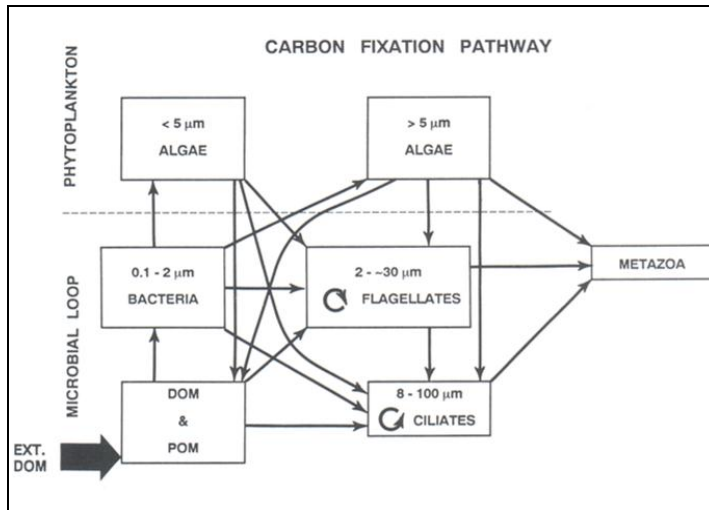 CARBON FIXATION PATHWAY
PHYTOPLANKTON
< 5 µm
ALGAE
> 5 µm
ALGAE
MICROBIAL LOOP
0.1 - 2 µm
BACTERIA
2 - ~30 µm
FLAGELLATES
METAZOA
DOM
&
POM
8 - 100 µm
CILIATES
EXT.
DOM